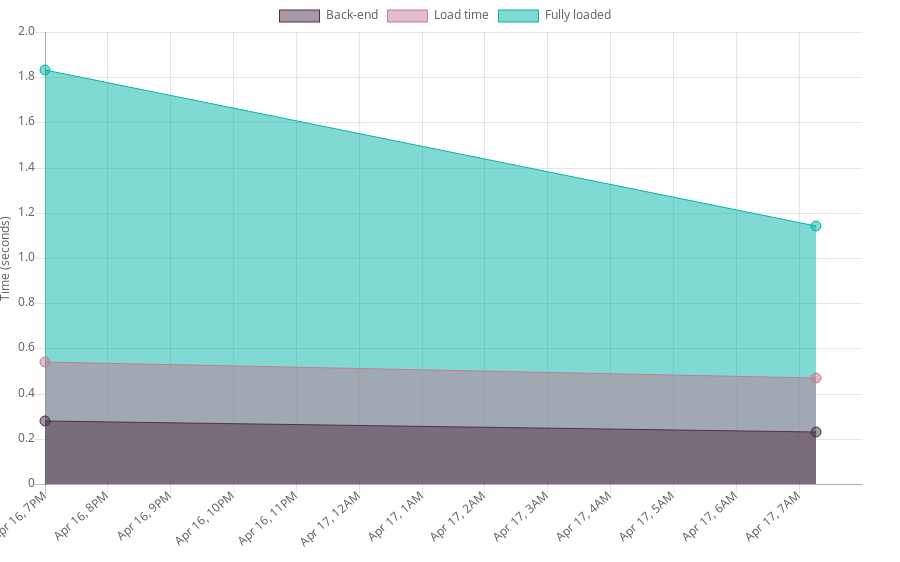 Back-end Load time Fully loaded
2.0
1.8
1.6
1.4
1.2
1.0
0.8
0.6
0.4
0.2
0
Time (seconds)
pr 16, 7PM
Apr 16, 8PM
Apr 16, 9PM
Apr 16, 10PM
Apr 16, 11PM
Apr 17, 12AM
Apr 17, 1AM
Apr 17, 2AM
Apr 17, 3AM
Apr 17, 4AM
Apr 17, 5AM
Apr 17, 6AM
Apr 17, 7AM